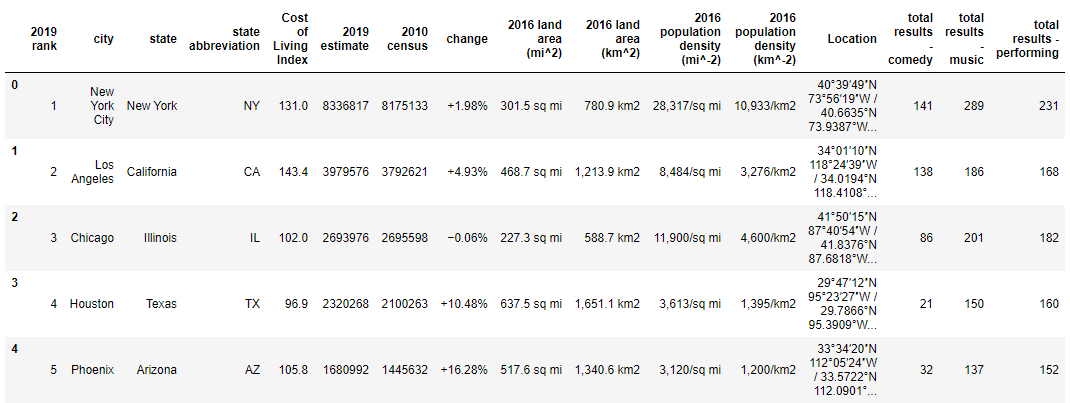 2019 rank city state state abbreviation Cost of Living Index 2019 estimate 2010 census change 2016 land area (mi^2) 2016 land area (km^2) 2016 population density (mi^-2) 2016 population density (km^-2) Location total results - comedy total results - music total results - performing
0 1 New York City New York NY 131.0 8336817 8175133 +1.98% 301.5 sq mi 780.9 km2 28,317/sq mi 10,933/km2 40°39′49″N 73°56′19″W / 40.6635°N 73.9387°W... 141 289 231
1 2 Los Angeles California CA 143.4 3979576 3792621 +4.93% 468.7 sq mi 1,213.9 km2 8,484/sq mi 3,276/km2 34°01′10″N 118°24′39″W / 34.0194°N 118.4108°... 138 186 168
2 3 Chicago Illinois IL 102.0 2693976 2695598 −0.06% 227.3 sq mi 588.7 km2 11,900/sq mi 4,600/km2 41°50′15″N 87°40′54″W / 41.8376°N 87.6818°W... 86 201 182
3 4 Houston Texas TX 96.9 2320268 2100263 +10.48% 637.5 sq mi 1,651.1 km2 3,613/sq mi 1,395/km2 29°47′12″N 95°23′27″W / 29.7866°N 95.3909°W... 21 150 160
4 5 Phoenix Arizona AZ 105.8 1680992 1445632 +16.28% 517.6 sq mi 1,340.6 km2 3,120/sq mi 1,200/km2 33°34′20″N 112°05′24″W / 33.5722°N 112.0901°... 32 137 152